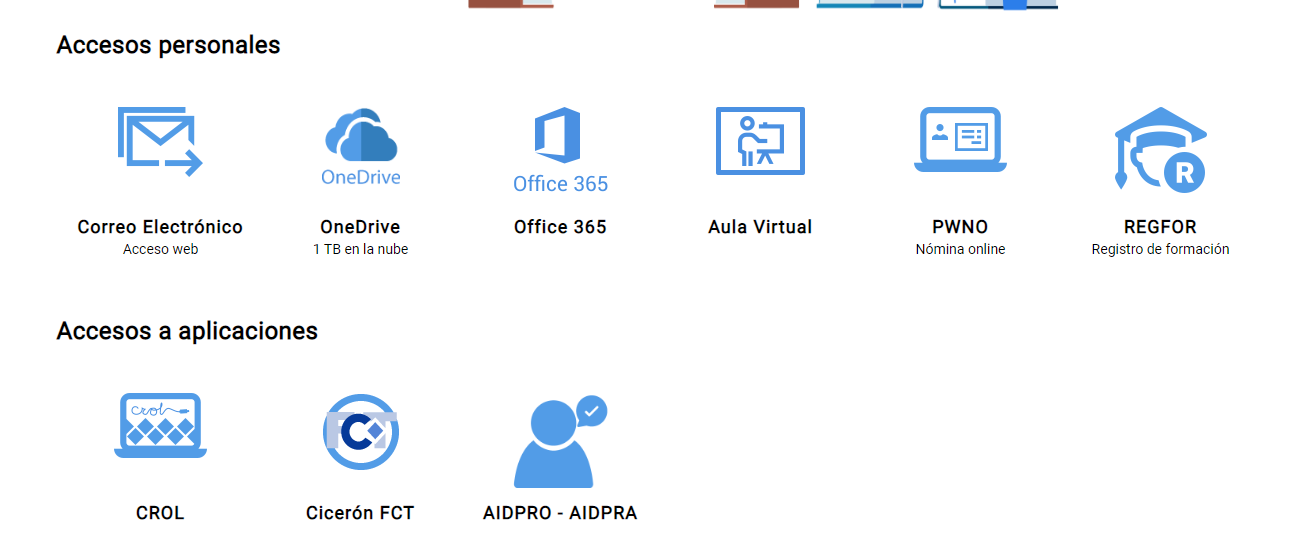 Accesos personales
OneDrive
Office 365
R
Correo Electrónico
Acceso web
OneDrive
1 TB en la nube
Office 365
Aula Virtual
PWNO
Nómina online
REGFOR
Registro de formación
Accesos a aplicaciones
crol
FCT
C
CROL
Cicerón FCT
AIDPRO - AIDPRA